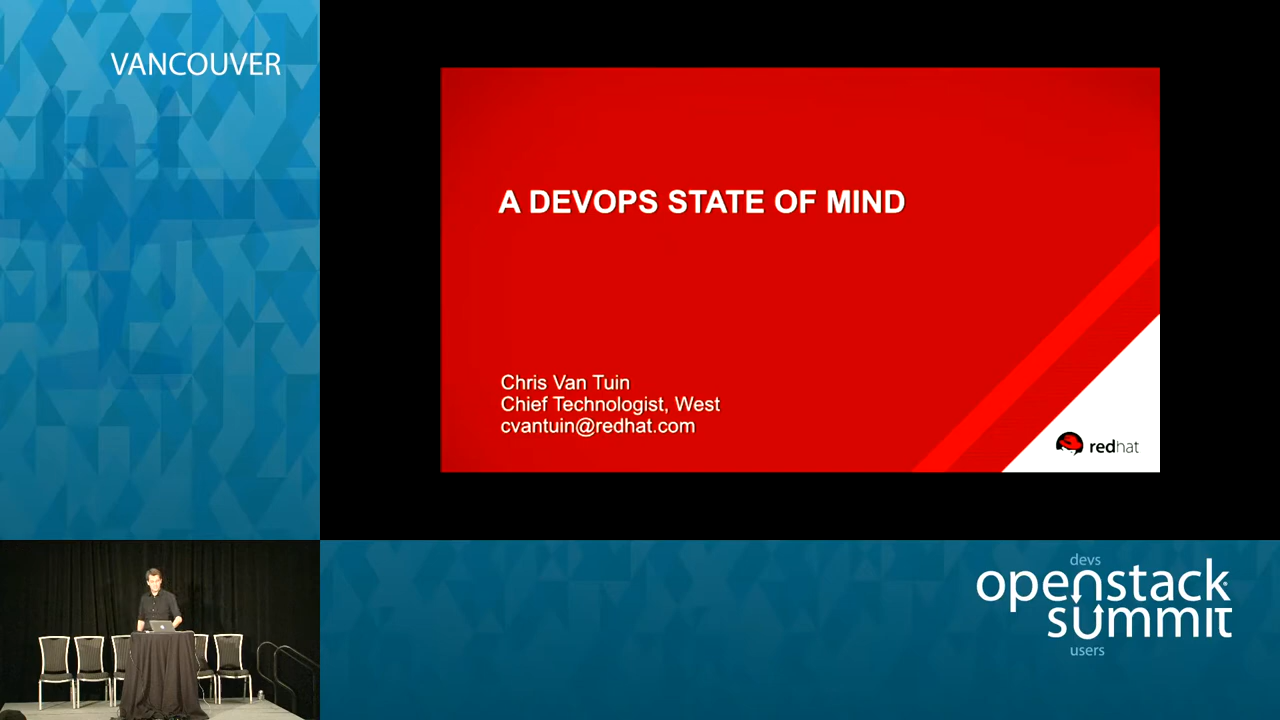 VANCOUVER
A DEVOPS STATE OF MIND
Chris Van Tuin
Chief Technologist, West
cvantuin@redhat.com
redhat
devs
openstack
summit
users